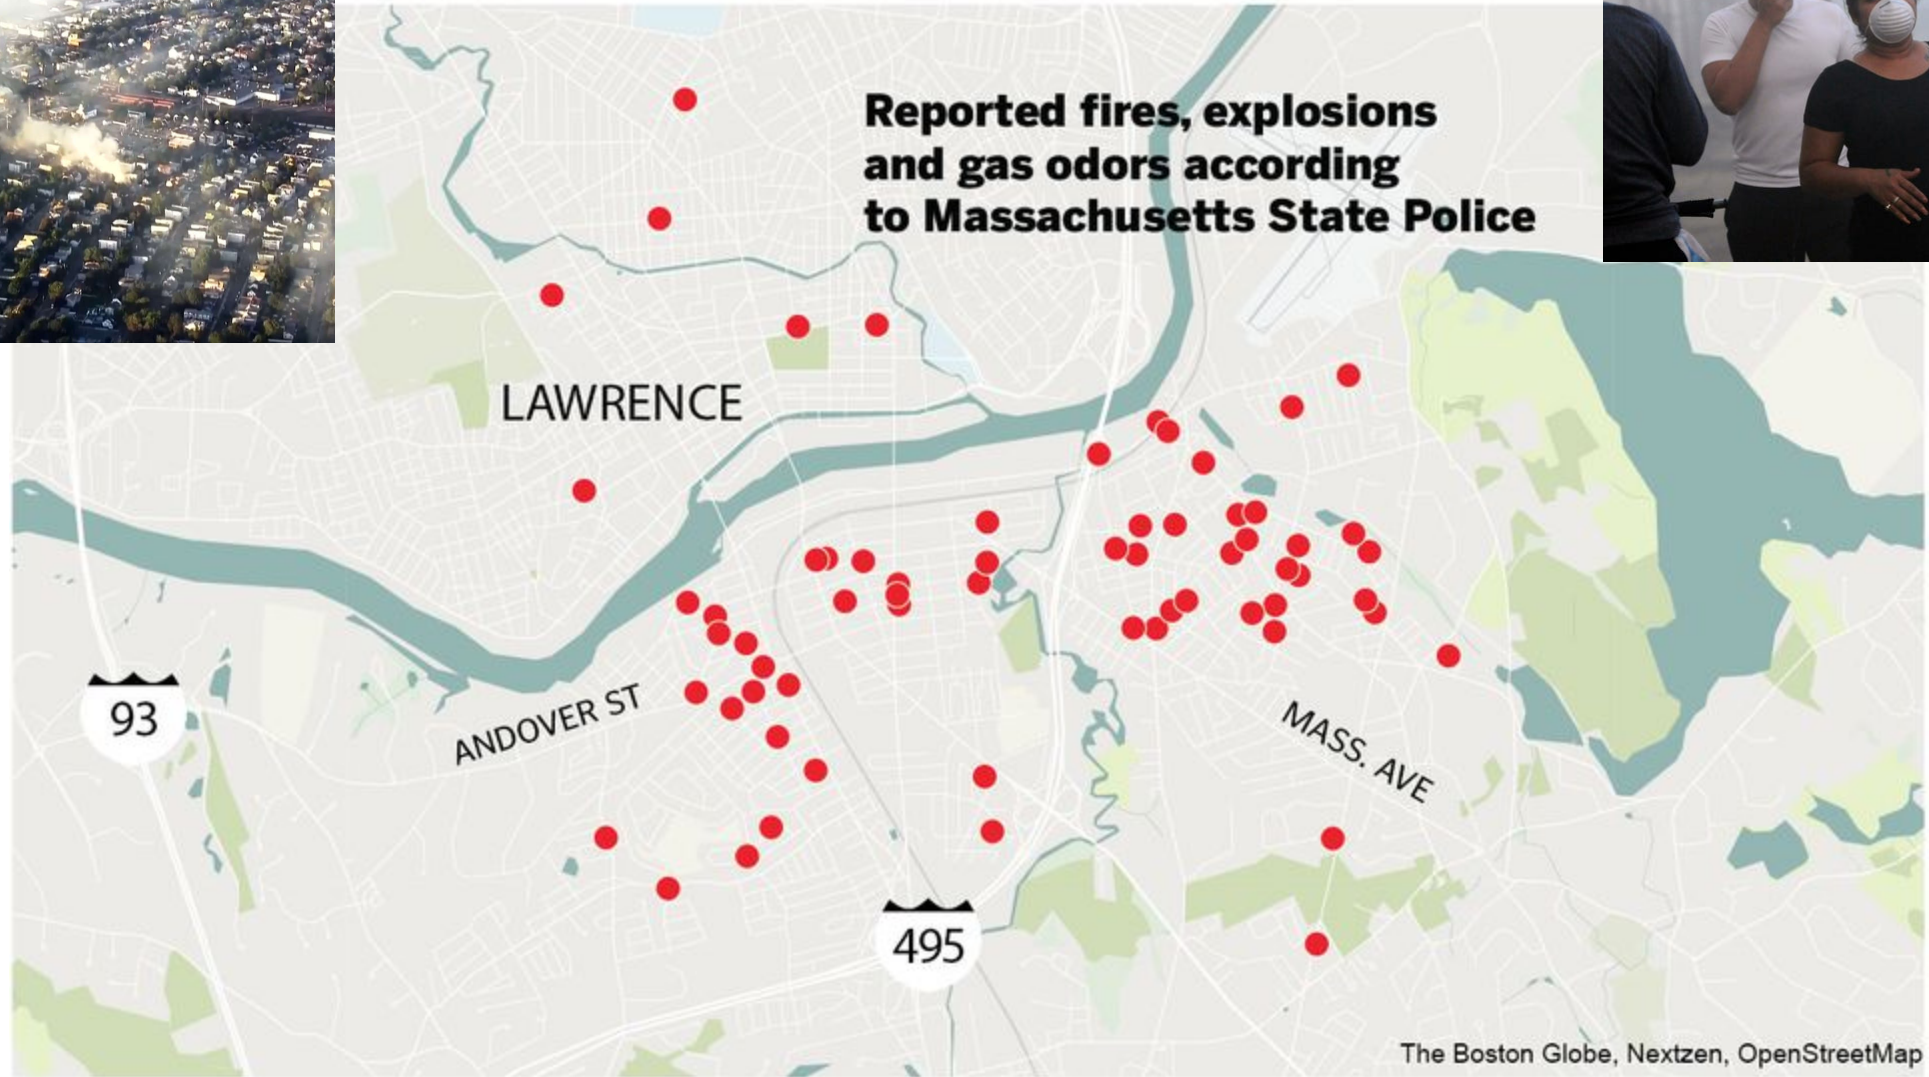 Reported fires, explosions
and gas odors according
to Massachusetts State Police
LAWRENCE
93
ANDOVER ST
MASS. AVE
495
The Boston Globe, Nextzen, OpenStreetMap